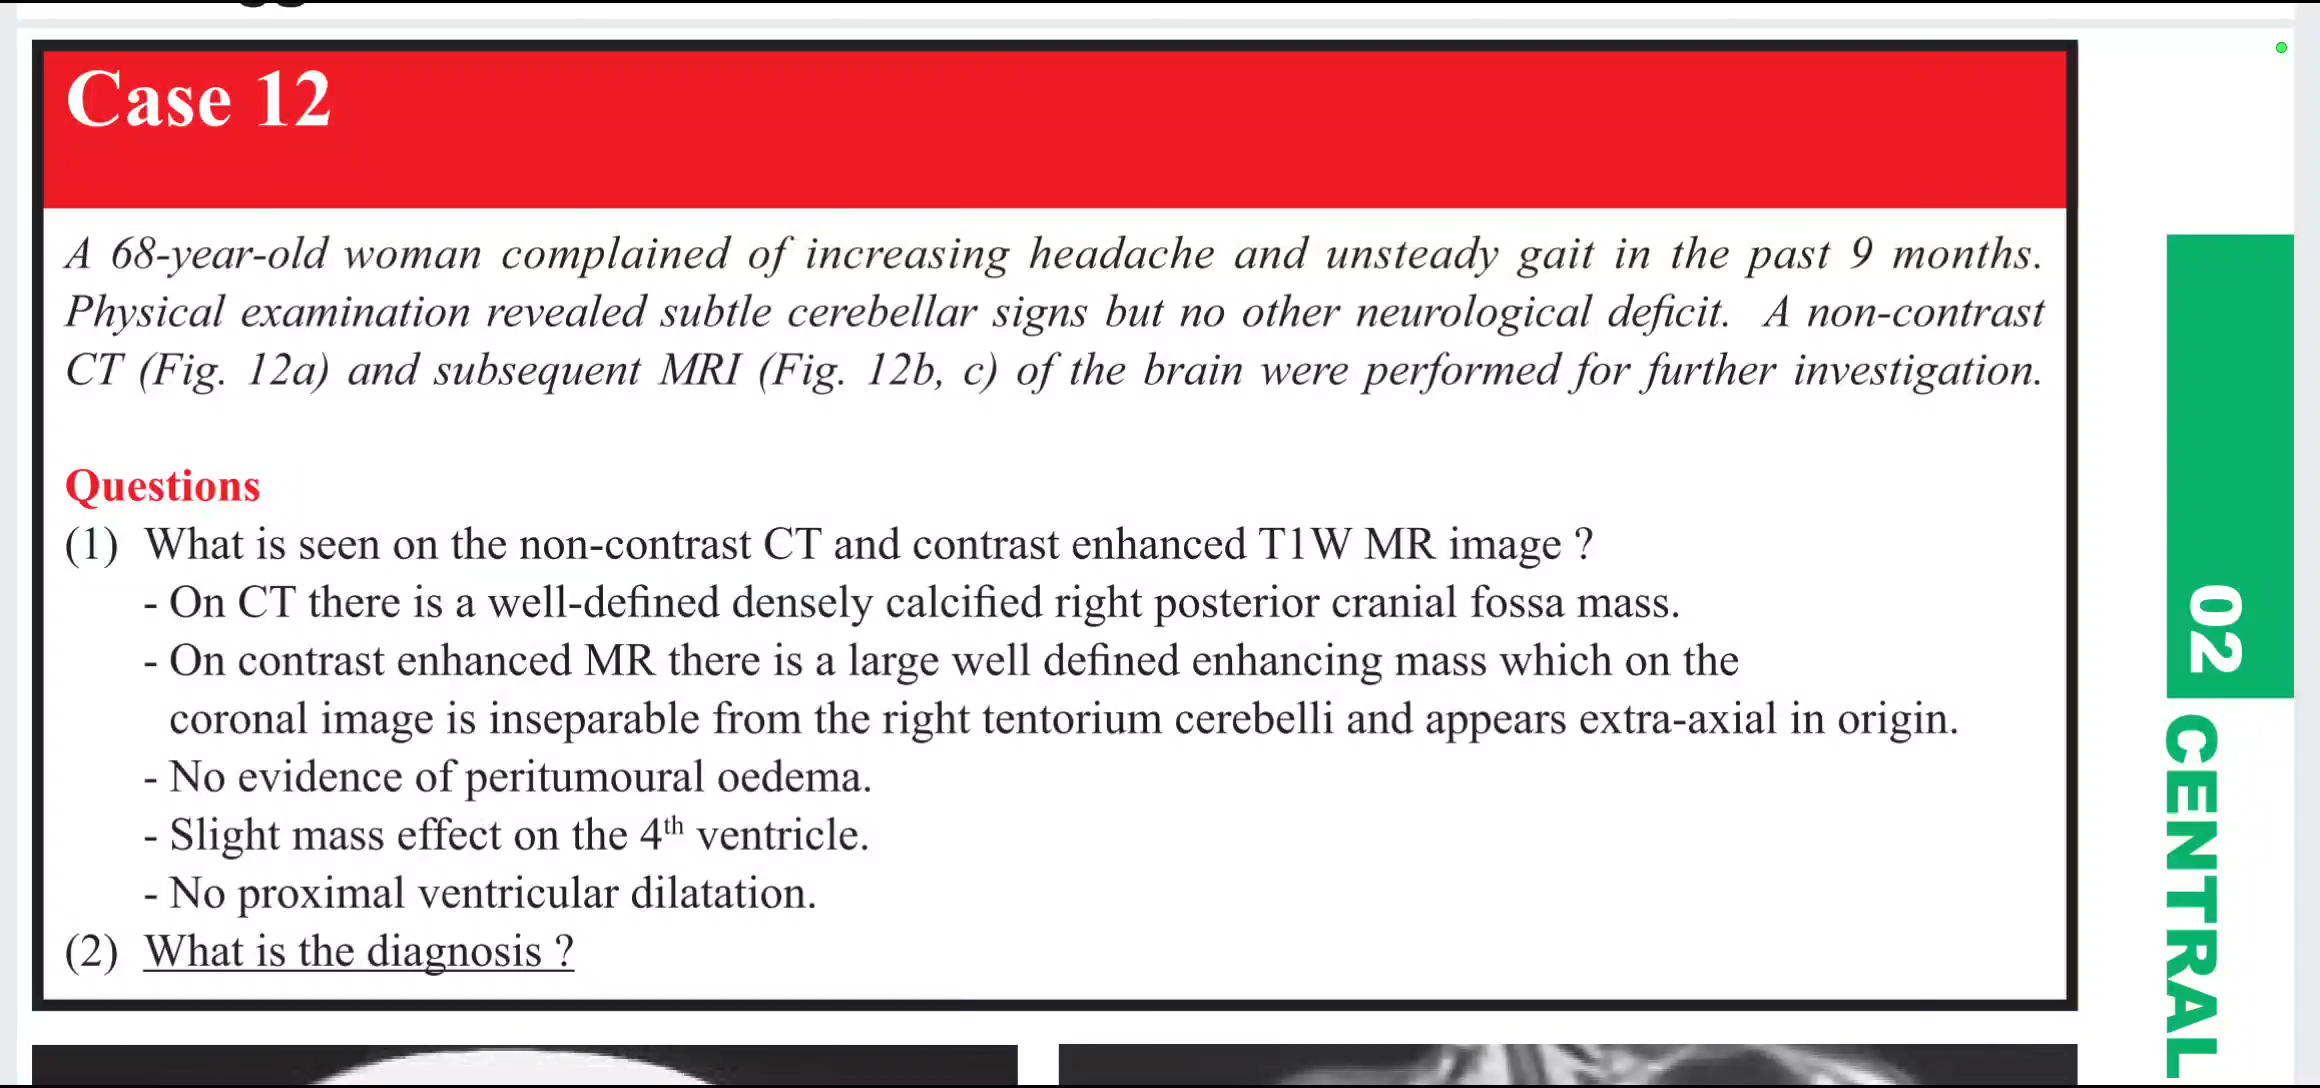 Case 12
A 68-year-old woman complained of increasing headache and unsteady gait in the past 9 months.
Physical examination revealed subtle cerebellar signs but no other neurological deficit. A non-contrast
CT (Fig. 12a) and subsequent MRI (Fig. 12b, c) of the brain were performed for further investigation.
Questions
(1) What is seen on the non-contrast CT and contrast enhanced T1W MR image ?
- On CT there is a well-defined densely calcified right posterior cranial fossa mass.
- On contrast enhanced MR there is a large well defined enhancing mass which on the
coronal image is inseparable from the right tentorium cerebelli and appears extra-axial in origin.
- No evidence of peritumoural oedema.
- Slight mass effect on the 4th ventricle.
- No proximal ventricular dilatation.
(2) What is the diagnosis ?
02 CENTRAL